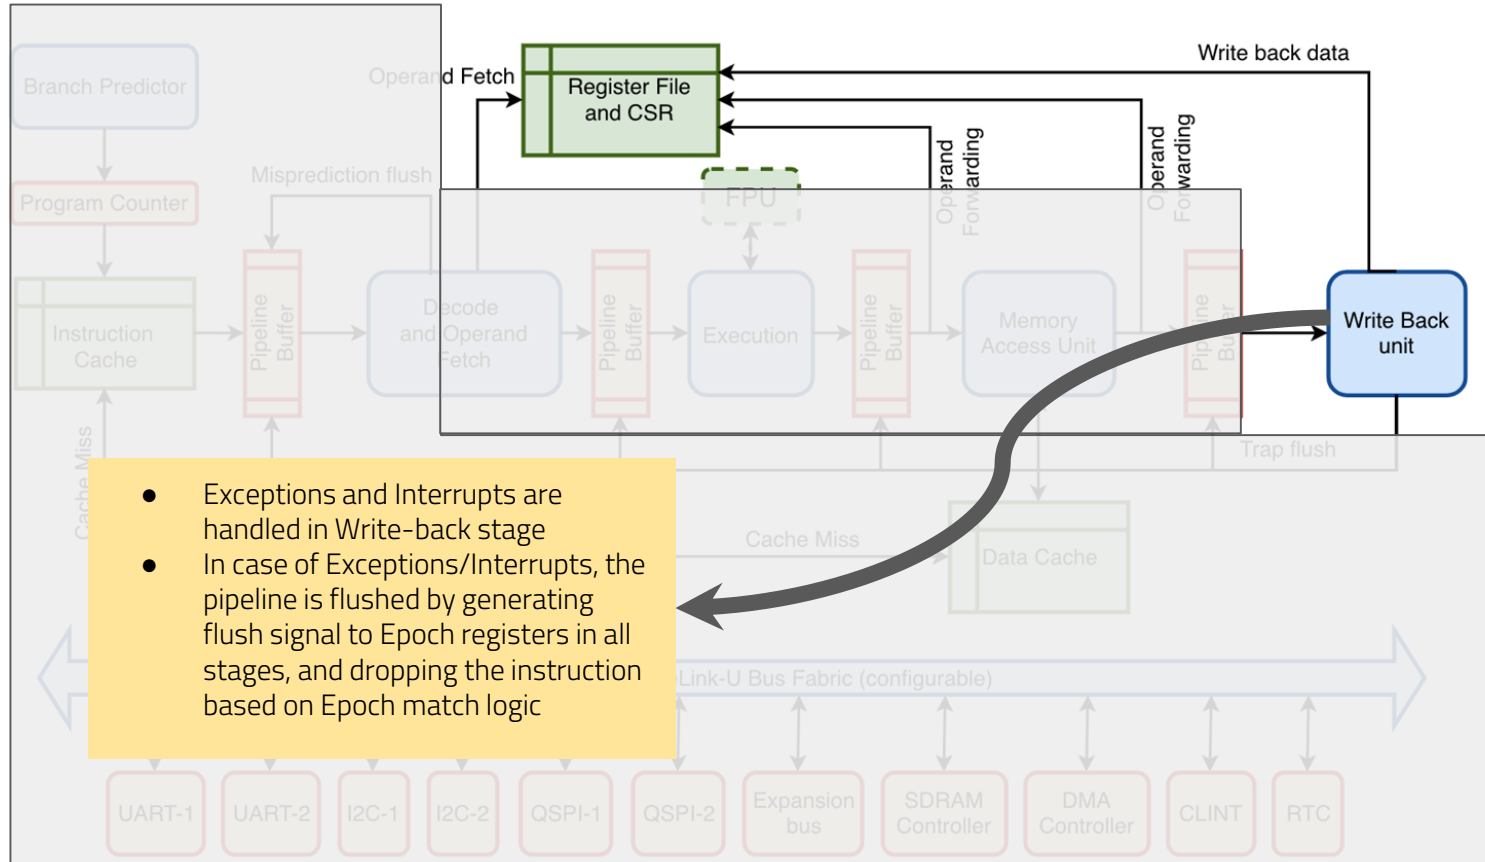 Branch Predictor
Operand Fetch
Register File
and CSR
Write back data
Operand
Forwarding
Operand
Forwarding
Misprediction flush
FPU
Program Counter
Instruction
Cache
Pipeline
Buffer
Decode
and Operand
Fetch
Pipeline
Buffer
Execution
Pipeline
Buffer
Memory
Access Unit
Pipeline
Buffer
Write Back
unit
Trap flush
Cache Miss
● Exceptions and Interrupts are
handled in Write-back stage
● In case of Exceptions/Interrupts, the
pipeline is flushed by generating
flush signal to Epoch registers in all
stages, and dropping the instruction
based on Epoch match logic
Cache Miss
Data Cache
Link-U Bus Fabric (configurable)
UART-1
UART-2
I2C-1
I2C-2
QSPI-1
QSPI-2
Expansion
bus
SDRAM
Controller
DMA
Controller
CLINT
RTC